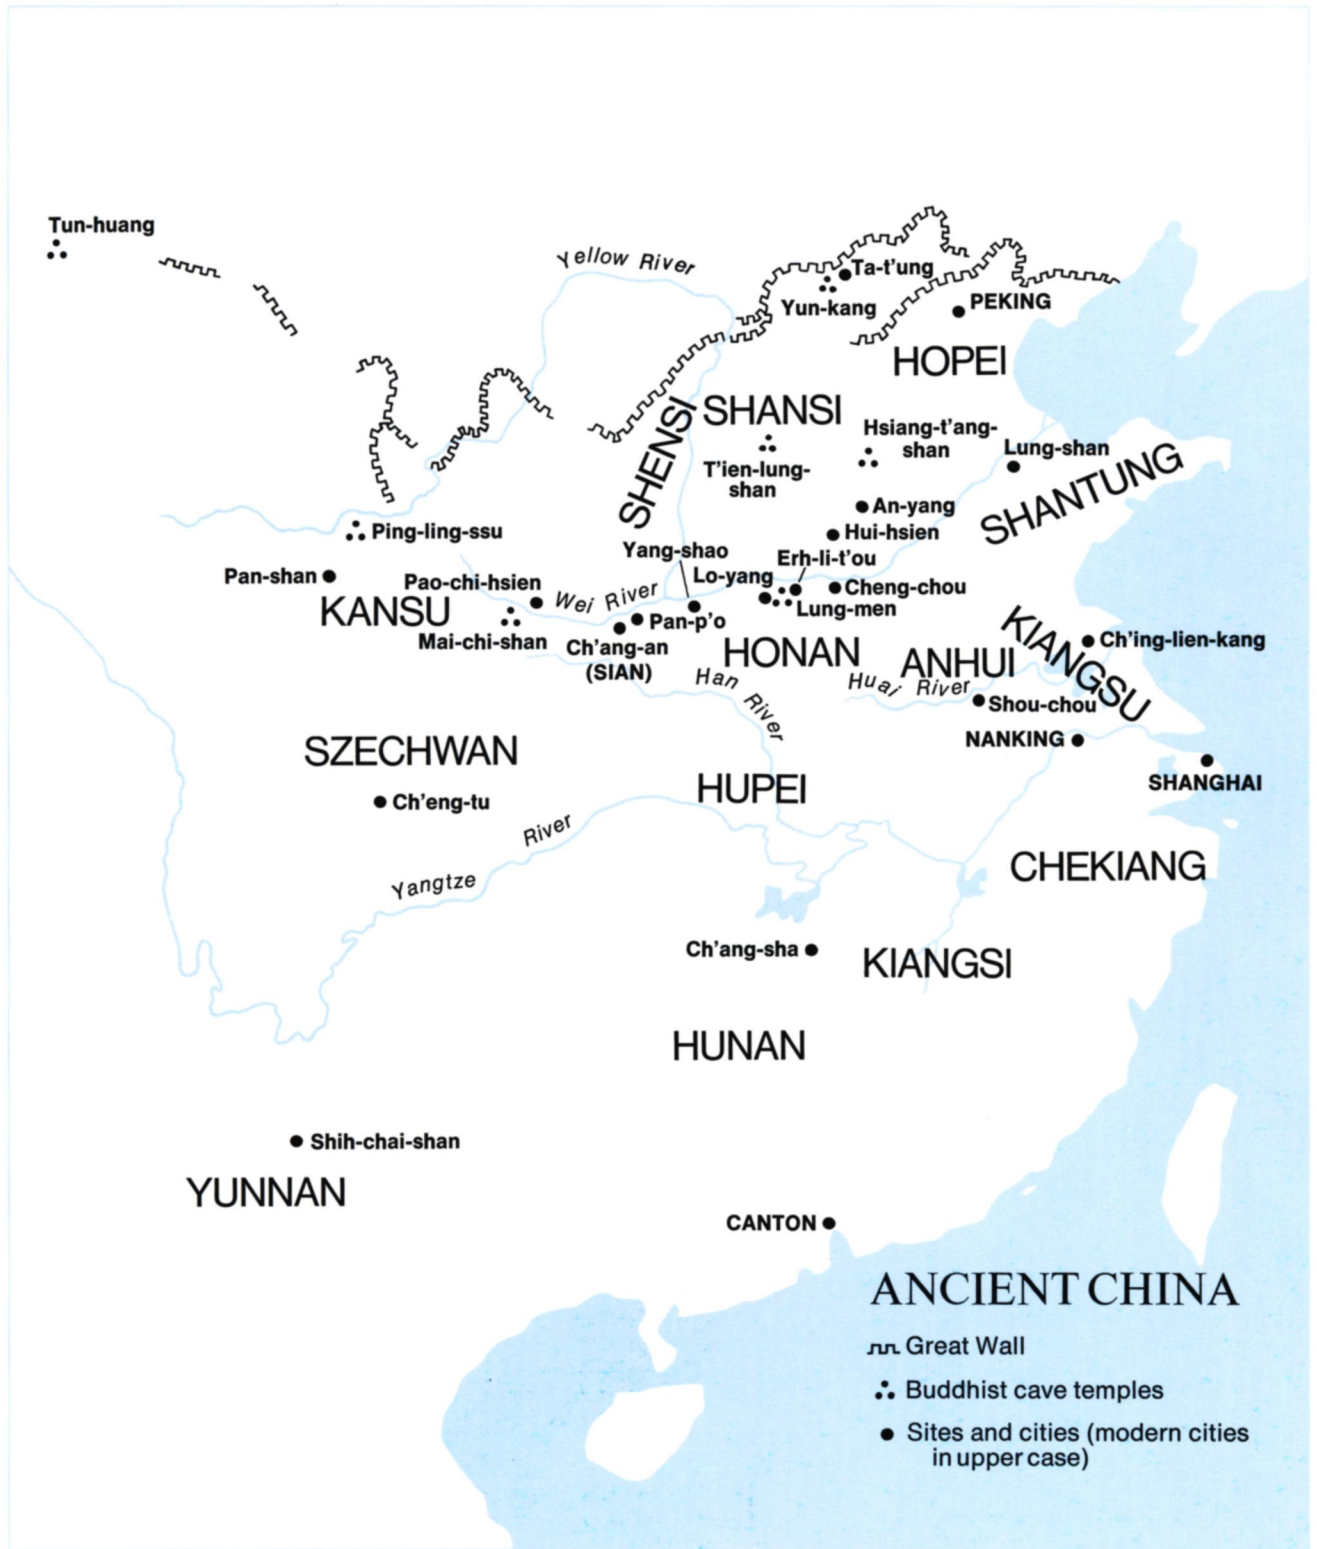 Tun-huang
Yellow River
Ta-t'ung
Yun-kang
PEKING
HOPEI
SHENSI
SHANSI
Hsiang-t'ang-
shan
Lung-shan
T'ien-lung-
shan
SHANTUNG
An-yang
Ping-ling-ssu
Hui-hsien
Yang-shao
Erh-li-t'ou
Pan-shan
Pao-chi-hsien
Lo-yang
Cheng-chou
KANSU
Wei River
Lung-men
Mai-chi-shan
Pan-p'o
Ch'ang-an
(SIAN)
HONAN
ANHUI
KIANGSU
Ch'ing-lien-kang
Han River
Huai River
Shou-chou
NANKING
SZECHWAN
SHANGHAI
HUPEI
Ch'eng-tu
Yangtze River
CHEKIANG
Ch'ang-sha
KIANGSI
HUNAN
Shih-chai-shan
YUNNAN
CANTON
ANCIENT CHINA
Great Wall
Buddhist cave temples
Sites and cities (modern cities
in upper case)